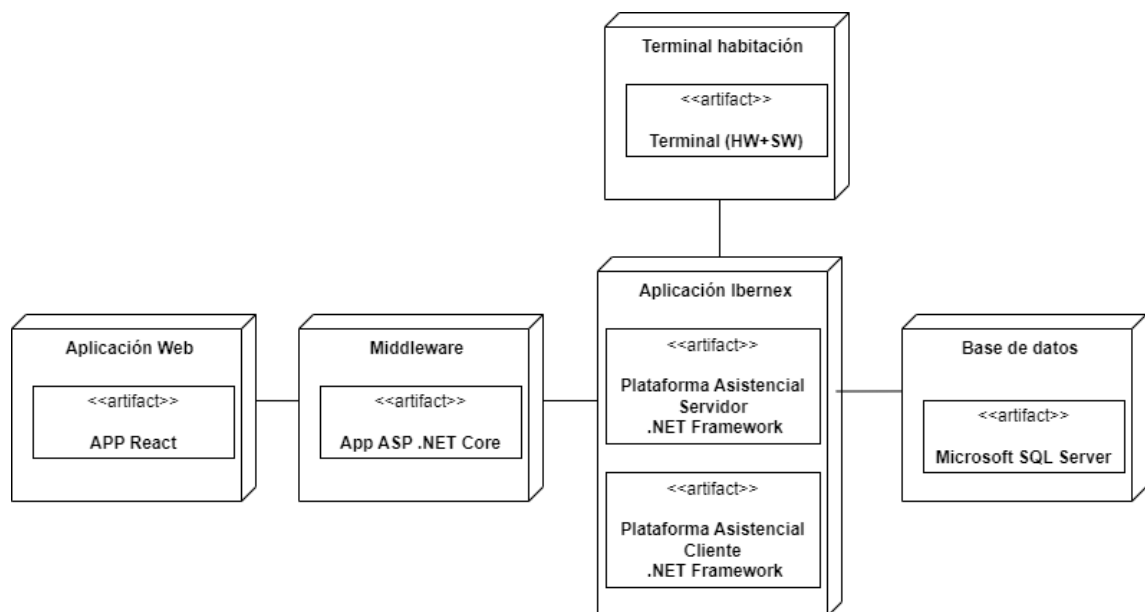 Terminal habitación
<<artifact>>
Terminal (HW+SW)
Aplicación Ibernex
<<artifact>>
Plataforma Asistencial
Servidor
.NET Framework
<<artifact>>
Plataforma Asistencial
Cliente
.NET Framework
Aplicación Web
<<artifact>>
APP React
Middleware
<<artifact>>
App ASP .NET Core
Base de datos
<<artifact>>
Microsoft SQL Server